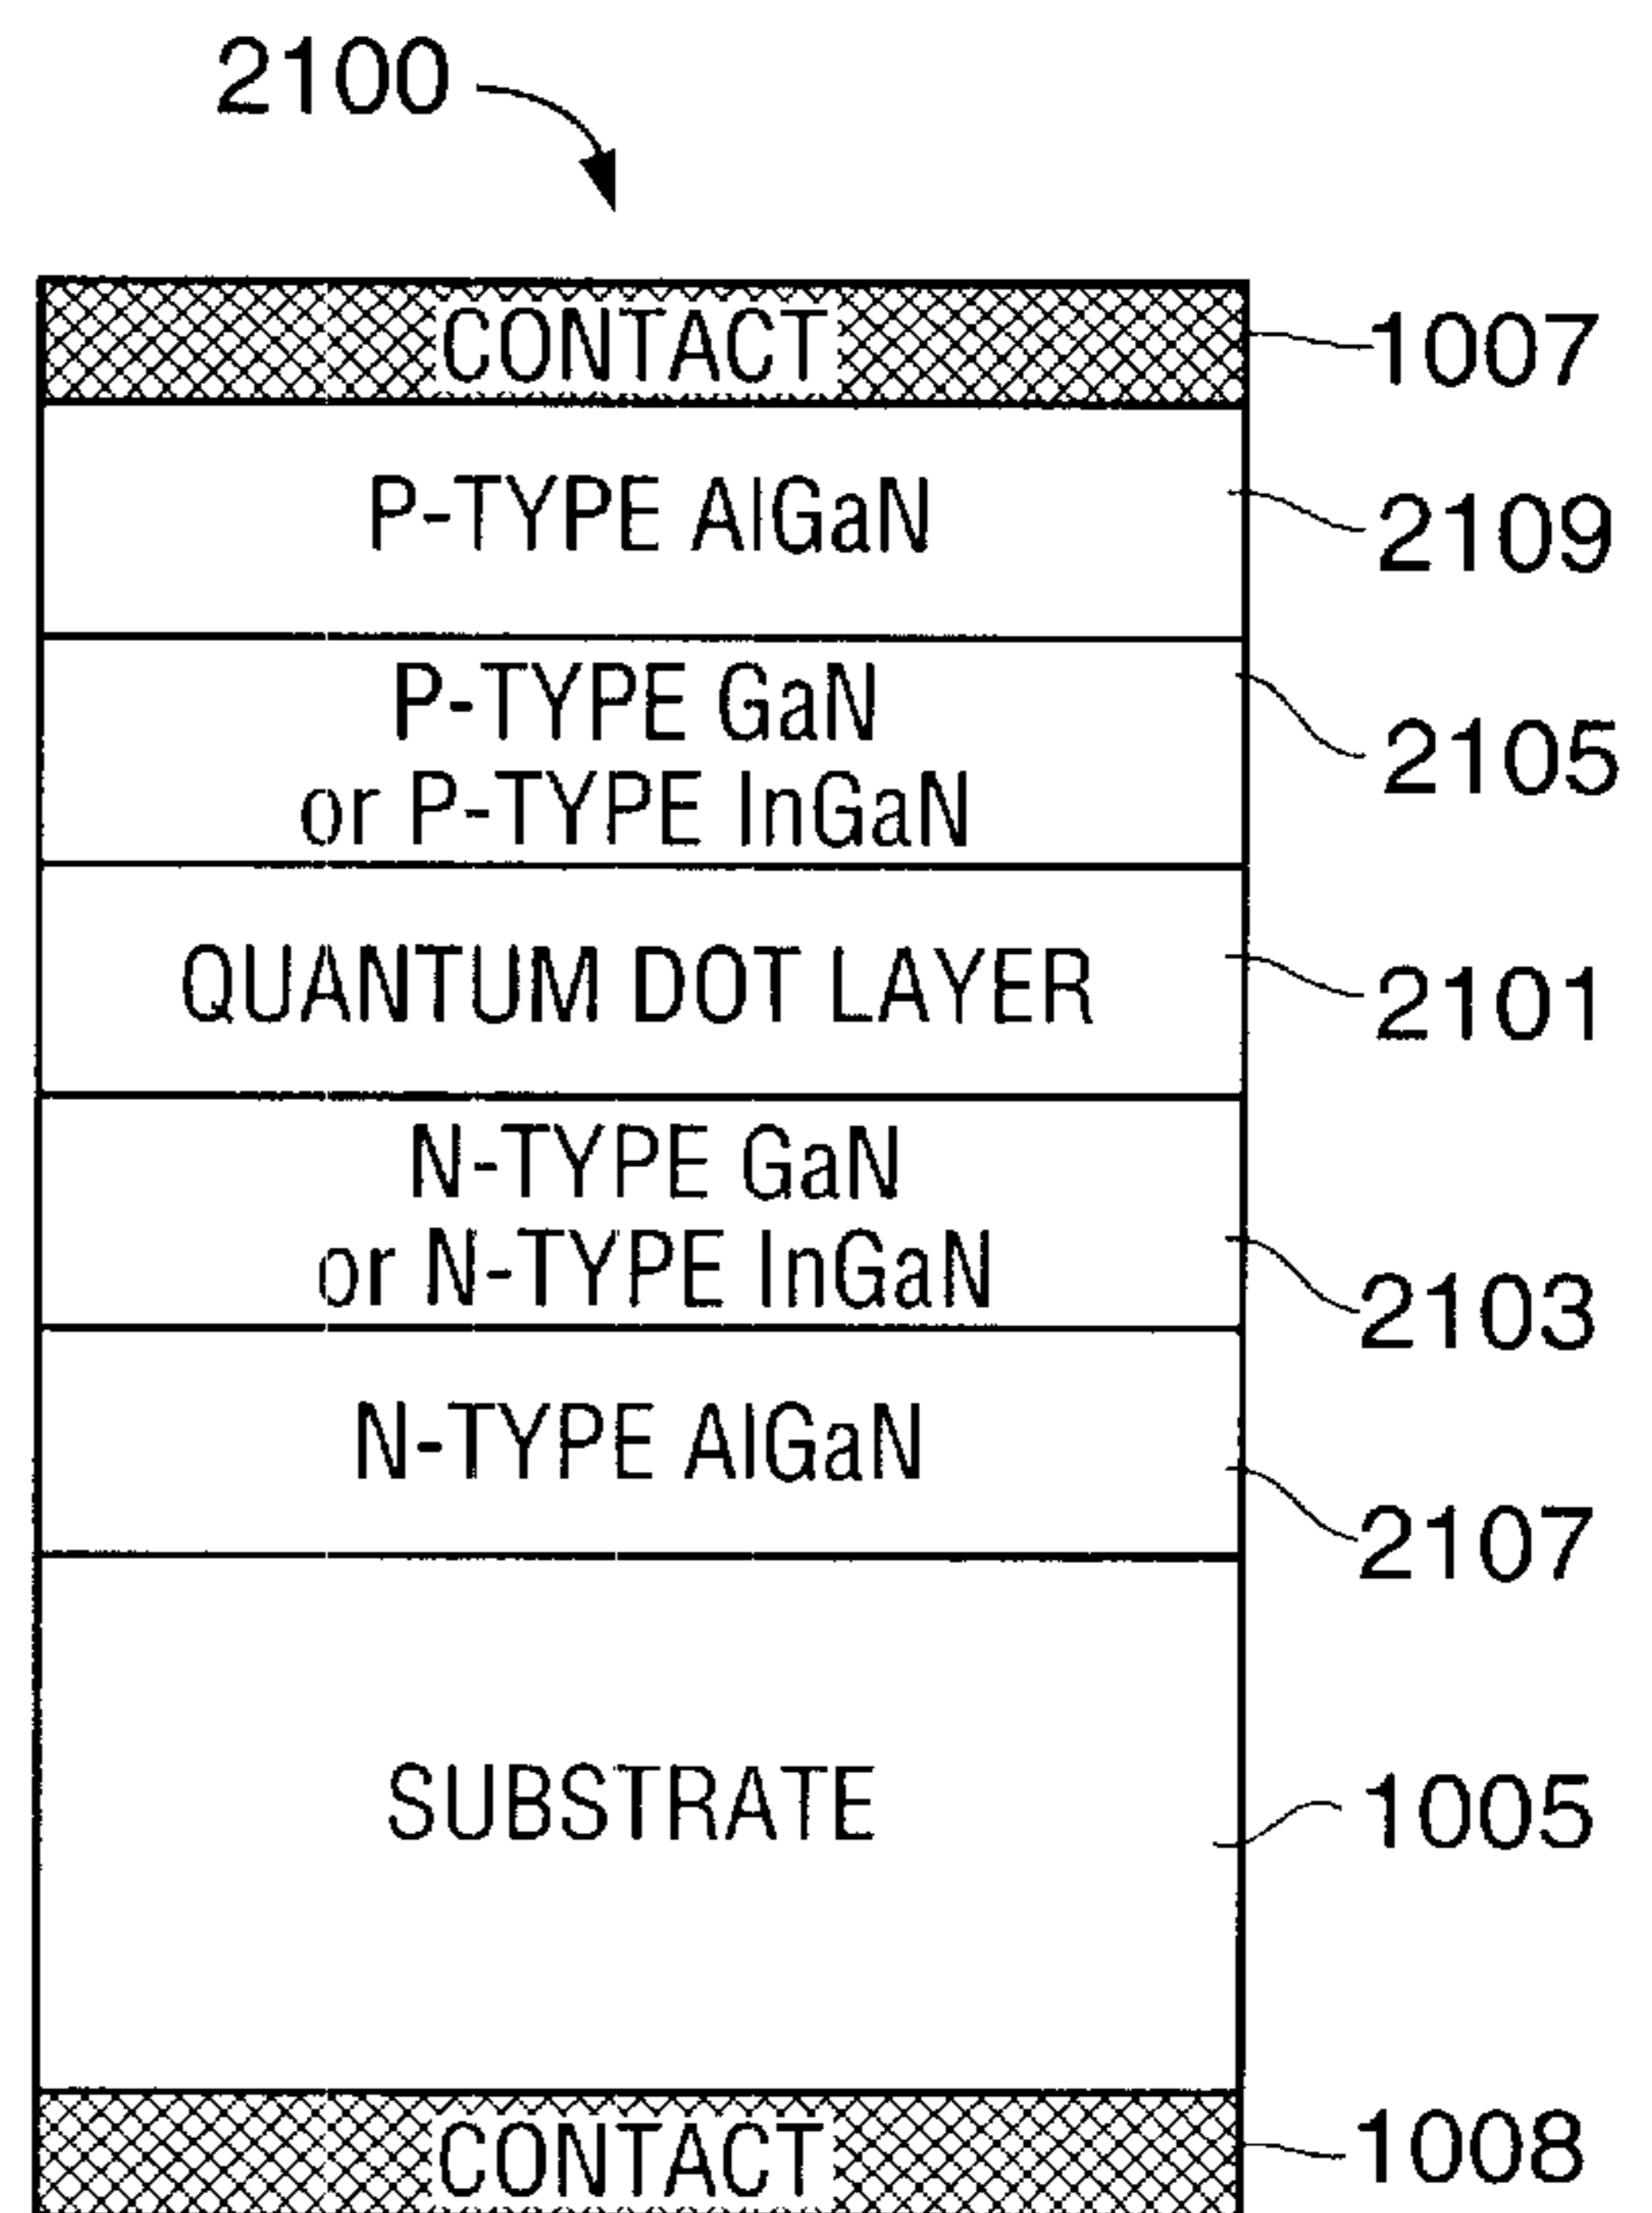 2100
CONTACT 1007
P-TYPE AlGaN 2109
P-TYPE GaN
or P-TYPE InGaN 2105
QUANTUM DOT LAYER 2101
N-TYPE GaN
or N-TYPE InGaN 2103
N-TYPE AlGaN 2107
SUBSTRATE 1005
CONTACT 1008